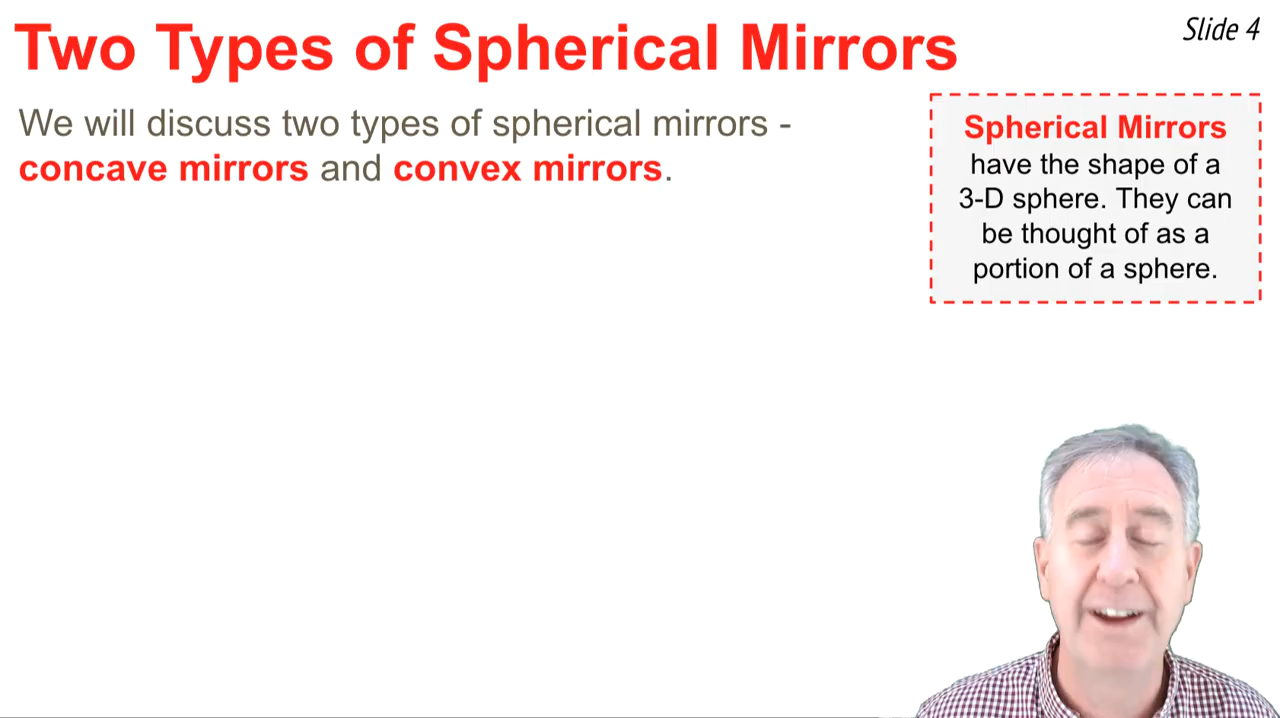 Two Types of Spherical Mirrors
Slide 4
We will discuss two types of spherical mirrors -
concave mirrors and convex mirrors.
Spherical Mirrors
have the shape of a
3-D sphere. They can
be thought of as a
portion of a sphere.